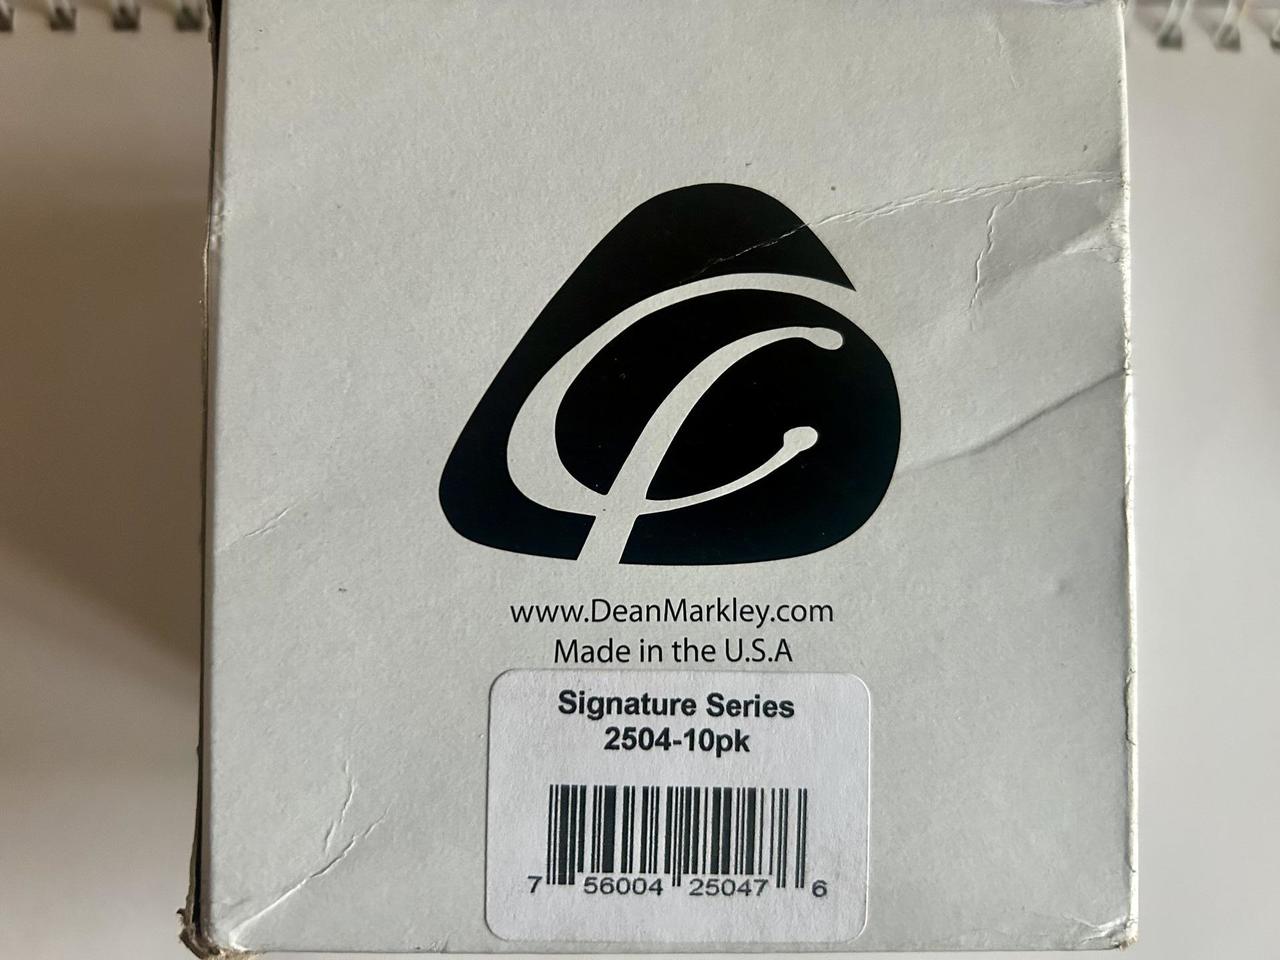 www.DeanMarkley.com
Made in the U.S.A
Signature Series
2504-10pk
7 56004 25047 6